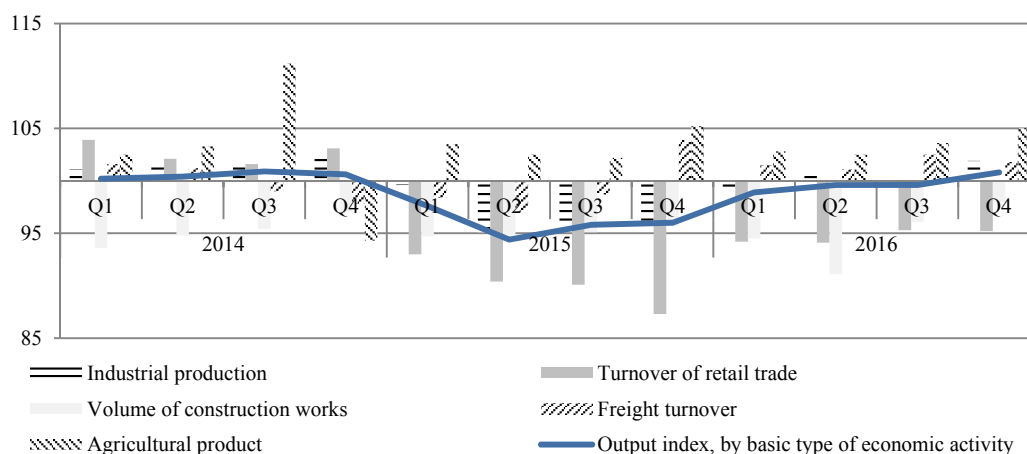 115
105
95
85
Q1 Q2 Q3 Q4 Q1 Q2 Q3 Q4 Q1 Q2 Q3 Q4
2014 2015 2016
Industrial production Turnover of retail trade
Volume of construction works Freight turnover
Agricultural product Output index, by basic type of economic activity